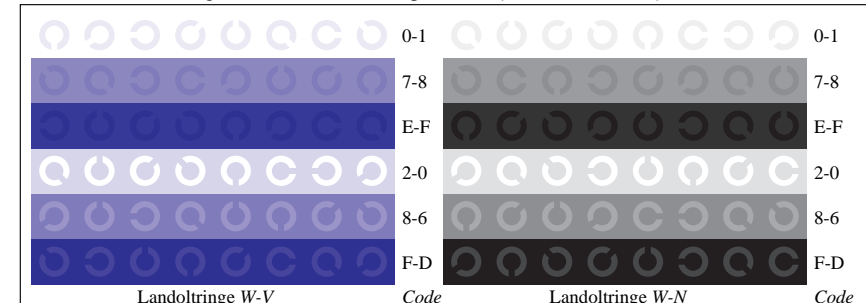 0-1 0-1
7-8 7-8
E-F E-F
2-0 2-0
8-6 8-6
F-D F-D
Landoltringe W-V Code Landoltringe W-N Code